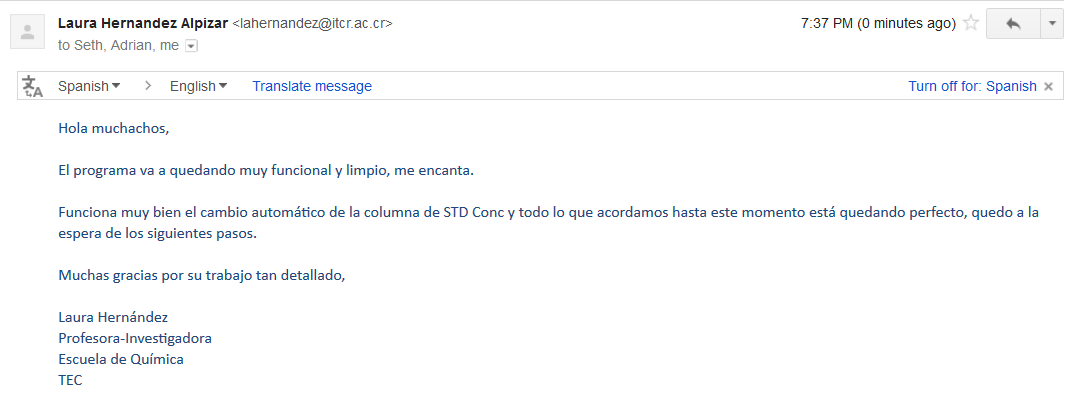 Laura Hernandez Alpizar <lahernandez@itcr.ac.cr>
7:37 PM (0 minutes ago)
to Seth, Adrian, me
Spanish > English Translate message
Turn off for: Spanish
Hola muchachos,
El programa va a quedando muy funcional y limpio, me encanta.
Funciona muy bien el cambio automático de la columna de STD Conc y todo lo que acordamos hasta este momento está quedando perfecto, quedo a la
espera de los siguientes pasos.
Muchas gracias por su trabajo tan detallado,
Laura Hernández
Profesora-Investigadora
Escuela de Química
TEC